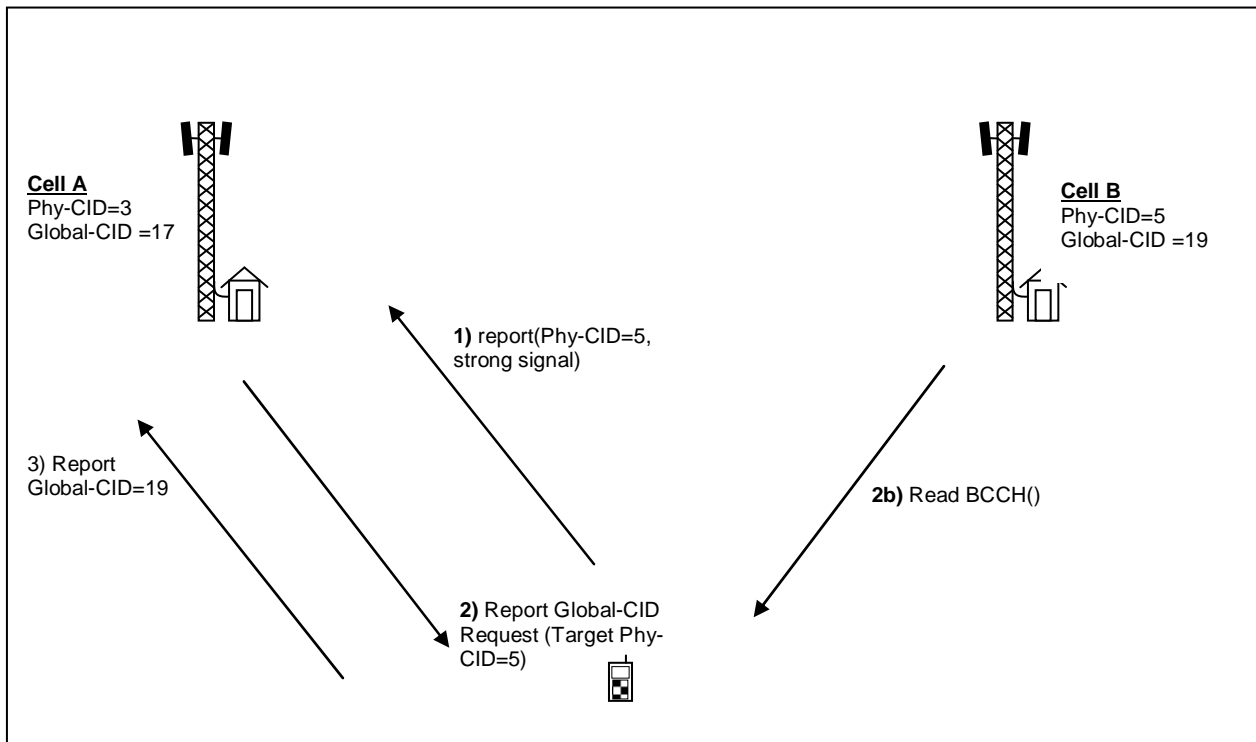 Cell A
Phy-CID=3
Global-CID =17
Cell B
Phy-CID=5
Global-CID =19
1) report(Phy-CID=5,
strong signal)
3) Report
Global-CID=19
2b) Read BCCH()
2) Report Global-CID
Request (Target Phy-
CID=5)